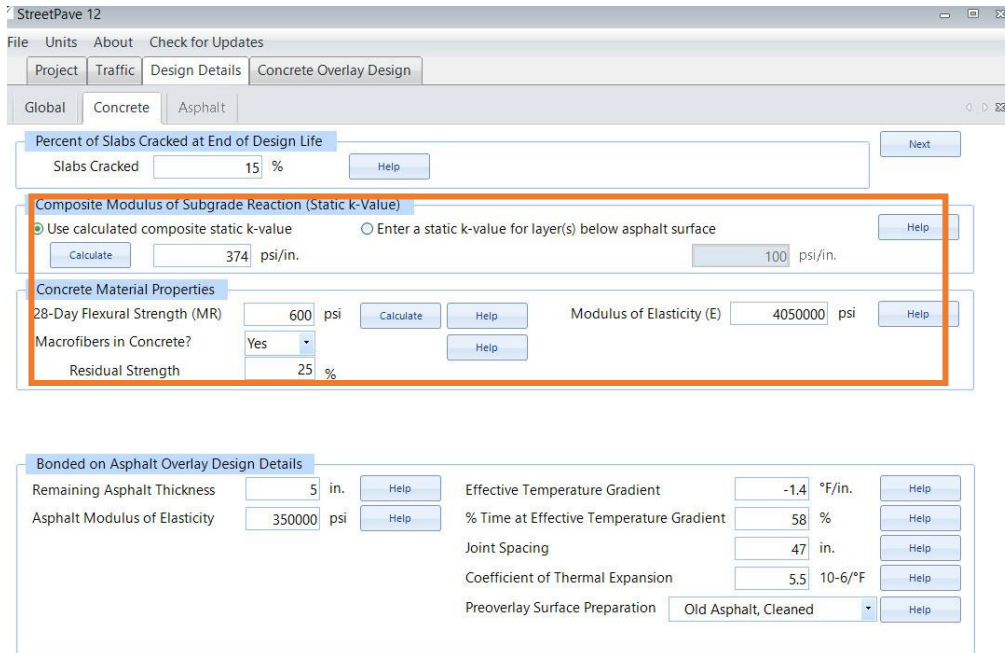 StreetPave 12
File Units About Check for Updates
Project Traffic Design Details Concrete Overlay Design
Global Concrete Asphalt
Percent of Slabs Cracked at End of Design Life
Next
Slabs Cracked 15 % Help
Composite Modulus of Subgrade Reaction (Static k-Value)
Use calculated composite static k-value Enter a static k-value for layer(s) below asphalt surface Help
Calculate 374 psi/in. 100 psi/in.
Concrete Material Properties
28-Day Flexural Strength (MR) 600 psi Calculate Help Modulus of Elasticity (E) 4050000 psi Help
Macrofibers in Concrete? Yes Help
Residual Strength 25 %
Bonded on Asphalt Overlay Design Details
Remaining Asphalt Thickness 5 in. Help Effective Temperature Gradient -1.4 °F/in. Help
Asphalt Modulus of Elasticity 350000 psi Help % Time at Effective Temperature Gradient 58 % Help
Joint Spacing 47 in. Help
Coefficient of Thermal Expansion 5.5 10-6/°F Help
Preoverlay Surface Preparation Old Asphalt, Cleaned Help